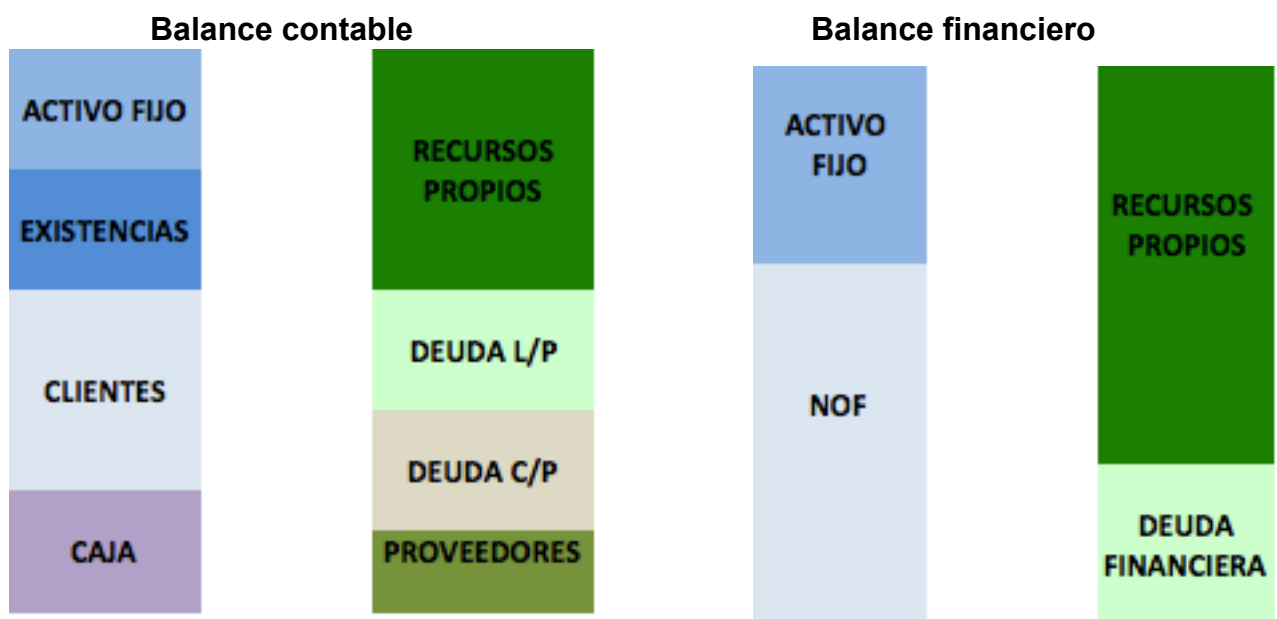 Balance contable
Balance financiero
ACTIVO FIJO
EXISTENCIAS
CLIENTES
CAJA
RECURSOS
PROPIOS
DEUDA L/P
DEUDA C/P
PROVEEDORES
ACTIVO
FIJO
NOF
RECURSOS
PROPIOS
DEUDA
FINANCIERA